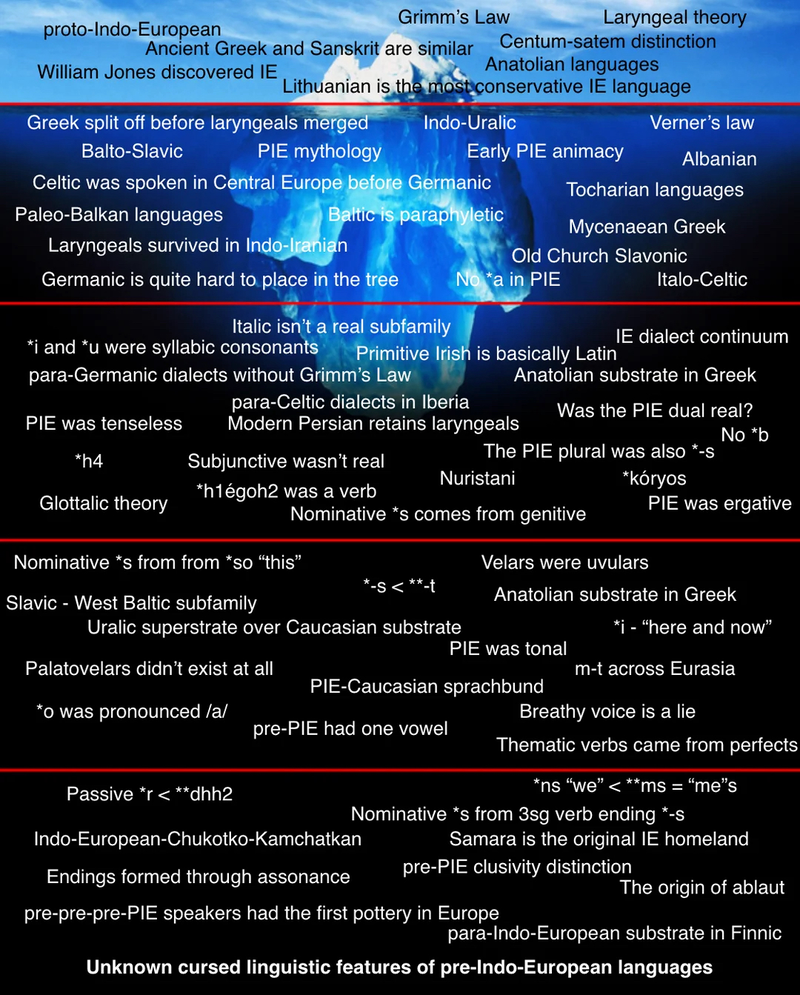 Grimm's Law
Laryngeal theory
proto-Indo-European
Ancient Greek and Sanskrit are similar
Centum-satem distinction
William Jones discovered IE
Anatolian languages
Lithuanian is the most conservative IE language
Greek split off before laryngeals merged
Indo-Uralic
Verner's law
Balto-Slavic
PIE mythology
Early PIE animacy
Albanian
Celtic was spoken in Central Europe before Germanic
Tocharian languages
Paleo-Balkan languages
Baltic is paraphyletic
Mycenaean Greek
Laryngeals survived in Indo-Iranian
Old Church Slavonic
Germanic is quite hard to place in the tree
No *a in PIE
Italo-Celtic
Italic isn't a real subfamily
IE dialect continuum
*i and *u were syllabic consonants
Primitive Irish is basically Latin
para-Germanic dialects without Grimm's Law
Anatolian substrate in Greek
para-Celtic dialects in Iberia
Was the PIE dual real?
PIE was tenseless
Modern Persian retains laryngeals
No *b
The PIE plural was also *-s
*h4
Subjunctive wasn't real
Nuristani
*kóryos
*h1égoh2 was a verb
Glottalic theory
PIE was ergative
Nominative *s comes from genitive
Nominative *s from from *so “this”
Velars were uvulars
*-s < **-t
Anatolian substrate in Greek
Slavic - West Baltic subfamily
Uralic superstrate over Caucasian substrate
*i - “here and now”
PIE was tonal
Palatovelars didn't exist at all
m-t across Eurasia
PIE-Caucasian sprachbund
*o was pronounced /a/
Breathy voice is a lie
pre-PIE had one vowel
Thematic verbs came from perfects
*ns “we” < **ms = “me”s
Passive *r < **dhh2
Nominative *s from 3sg verb ending *-s
Indo-European-Chukotko-Kamchatkan
Samara is the original IE homeland
pre-PIE clusivity distinction
Endings formed through assonance
The origin of ablaut
pre-pre-pre-PIE speakers had the first pottery in Europe
para-Indo-European substrate in Finnic
Unknown cursed linguistic features of pre-Indo-European languages